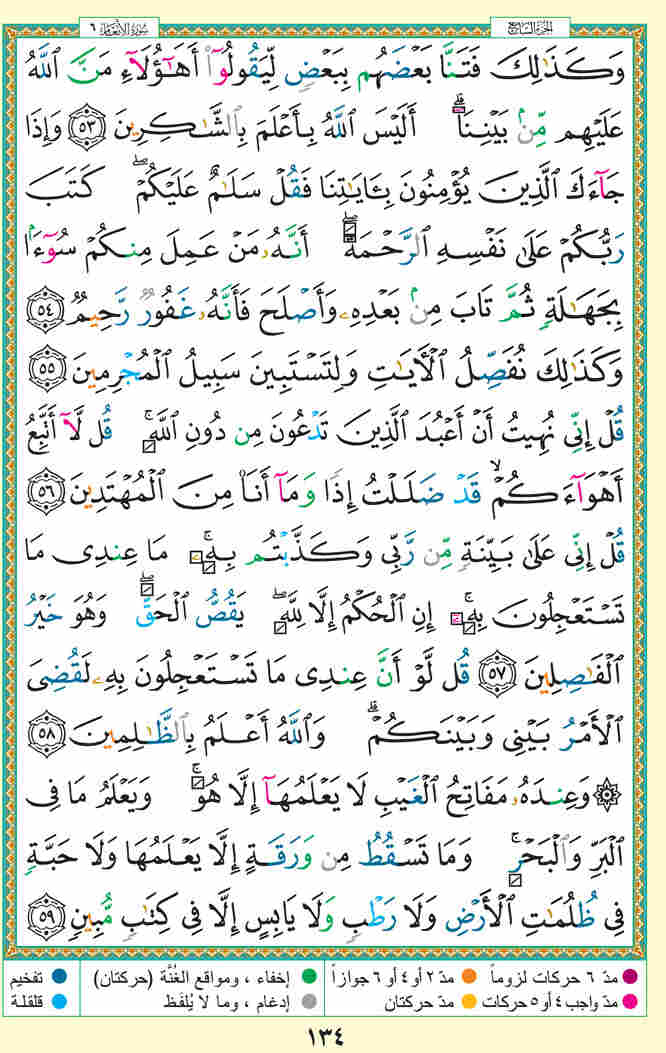 الجزء السابع
سورة الأنعام ٦
وَكَذَٰلِكَ فَتَنَّا بَعْضَهُم بِبَعْضٍ لِّيَقُولُوٓا۟ أَهَـٰٓؤُلَآءِ مَنَّ ٱللَّهُ
عَلَيْهِم مِّنۢ بَيْنِنَآ ۗ أَلَيْسَ ٱللَّهُ بِأَعْلَمَ بِٱلشَّـٰكِرِينَ ٥٣ وَإِذَا
جَآءَكَ ٱلَّذِينَ يُؤْمِنُونَ بِـَٔايَـٰتِنَا فَقُلْ سَلَـٰمٌ عَلَيْكُمْ ۖ كَتَبَ
رَبُّكُمْ عَلَىٰ نَفْسِهِ ٱلرَّحْمَةَ ۖ أَنَّهُۥ مَنْ عَمِلَ مِنكُمْ سُوٓءًۢا
بِجَهَـٰلَةٍ ثُمَّ تَابَ مِنۢ بَعْدِهِۦ وَأَصْلَحَ فَأَنَّهُۥ غَفُورٌ رَّحِيمٌ ٥٤
وَكَذَٰلِكَ نُفَصِّلُ ٱلْـَٔايَـٰتِ وَلِتَسْتَبِينَ سَبِيلُ ٱلْمُجْرِمِينَ ٥٥
قُلْ إِنِّى نُهِيتُ أَنْ أَعْبُدَ ٱلَّذِينَ تَدْعُونَ مِن دُونِ ٱللَّهِ ۚ قُل لَّآ أَتَّبِعُ
أَهْوَآءَكُمْ ۙ قَدْ ضَلَلْتُ إِذًا وَمَآ أَنَا۠ مِنَ ٱلْمُهْتَدِينَ ٥٦
قُلْ إِنِّى عَلَىٰ بَيِّنَةٍ مِّن رَّبِّى وَكَذَّبْتُم بِهِۦ ۚ مَا عِندِى مَا
تَسْتَعْجِلُونَ بِهِۦٓ ۚ إِنِ ٱلْحُكْمُ إِلَّا لِلَّهِ ۖ يَقُصُّ ٱلْحَقَّ ۖ وَهُوَ خَيْرُ
ٱلْفَـٰصِلِينَ ٥٧ قُل لَّوْ أَنَّ عِندِى مَا تَسْتَعْجِلُونَ بِهِۦ لَقُضِىَ
ٱلْأَمْرُ بَيْنِى وَبَيْنَكُمْ ۗ وَٱللَّهُ أَعْلَمُ بِٱلظَّـٰلِمِينَ ٥٨
۞ وَعِندَهُۥ مَفَاتِحُ ٱلْغَيْبِ لَا يَعْلَمُهَآ إِلَّا هُوَ ۚ وَيَعْلَمُ مَا فِى
ٱلْبَرِّ وَٱلْبَحْرِ ۚ وَمَا تَسْقُطُ مِن وَرَقَةٍ إِلَّا يَعْلَمُهَا وَلَا حَبَّةٍ
فِى ظُلُمَـٰتِ ٱلْأَرْضِ وَلَا رَطْبٍ وَلَا يَابِسٍ إِلَّا فِى كِتَـٰبٍ مُّبِينٍ ٥٩
مدّ ٦ حركات لزوماً مدّ ٢ أو ٤ أو ٦ جوازاً إخفاء ، ومواقع الغُنَّة (حركتان) تفخيم
مدّ واجب ٤ أو ٥ حركات مدّ حركتان إدغام ، وما لا يُلفَظ قلقلة
١٣٤